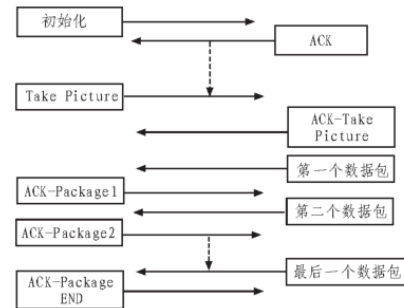 初始化
ACK
Take Picture
ACK-Take
Picture
第一个数据包
ACK-Package1
第二个数据包
ACK-Package2
最后一个数据包
ACK-Package
END